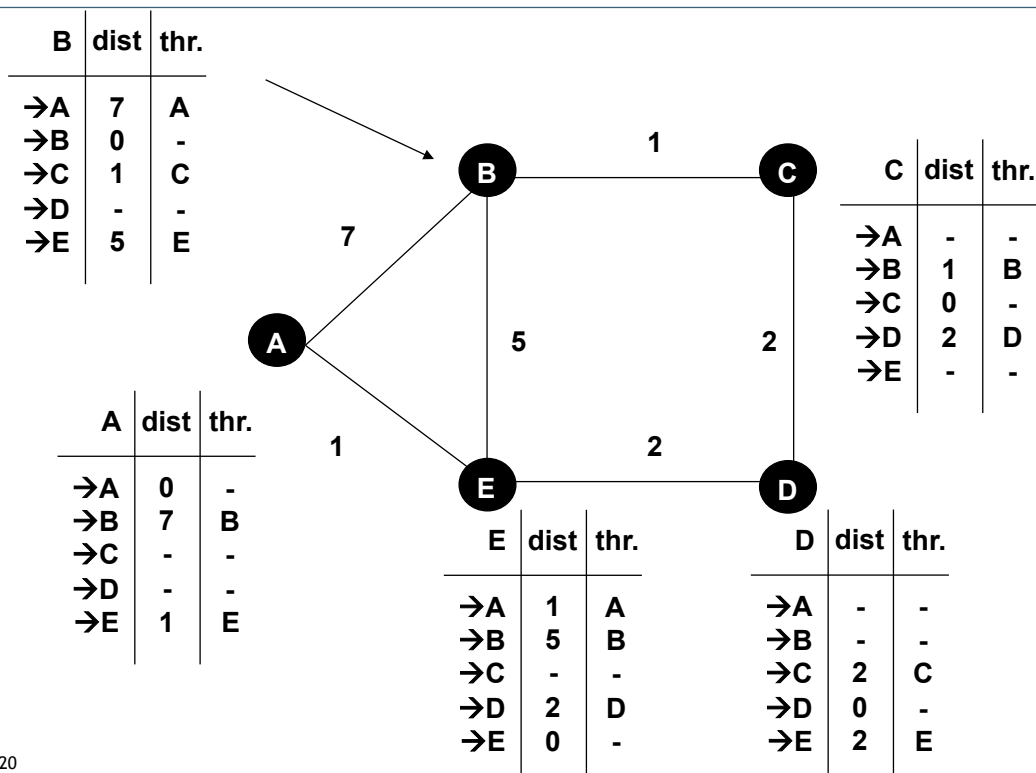 B dist thr.
→A 7 A
→B 0 -
→C 1 C
→D - -
→E 5 E
B
1
C
C dist thr.
→A - -
→B 1 B
→C 0 -
→D 2 D
→E - -
7
A
5
2
A dist thr.
→A 0 -
→B 7 B
→C - -
→D - -
→E 1 E
1
2
E
D
E dist thr.
→A 1 A
→B 5 B
→C - -
→D 2 D
→E 0 -
D dist thr.
→A - -
→B - -
→C 2 C
→D 0 -
→E 2 E
20